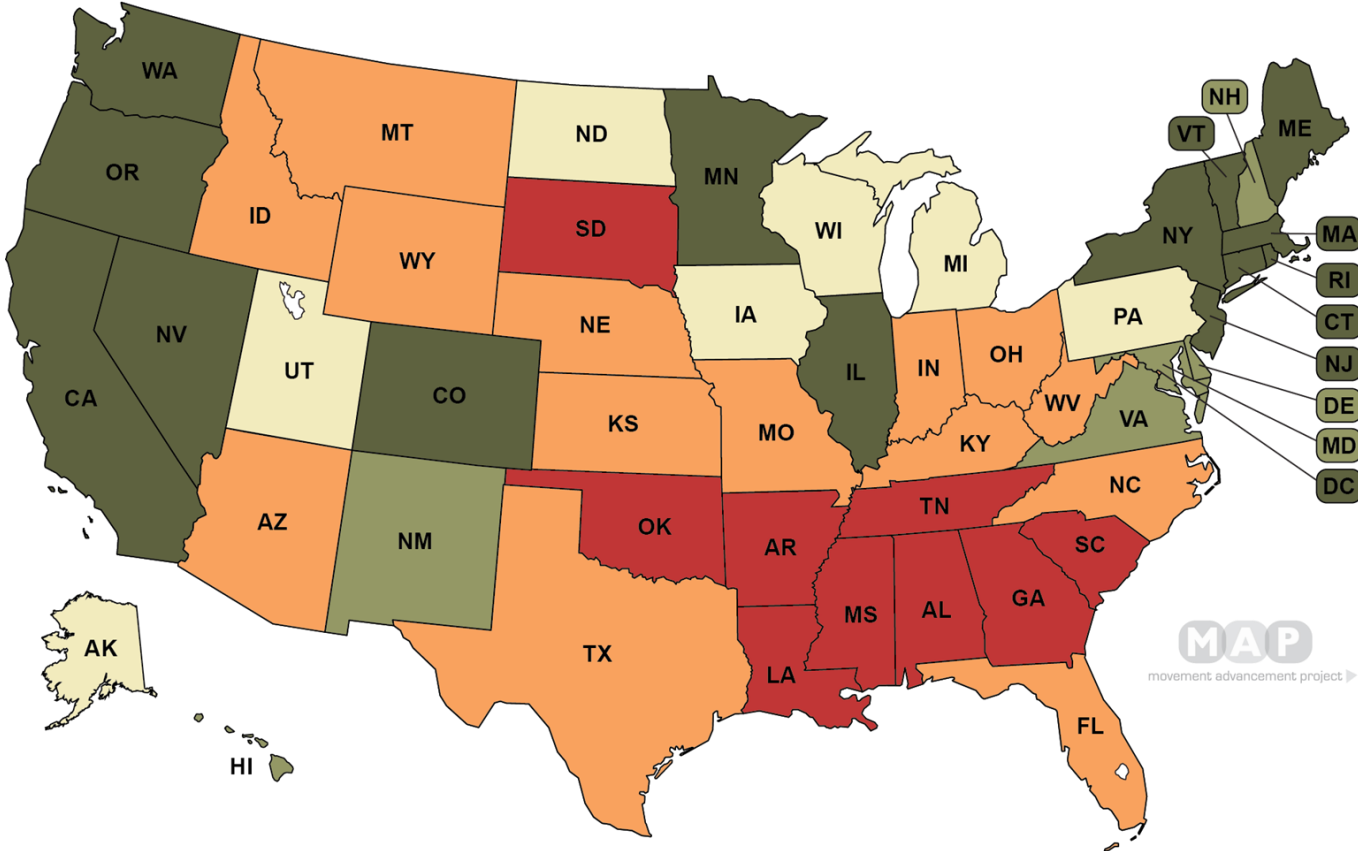 WA
OR
CA
NV
ID
MT
WY
UT
AZ
CO
NM
ND
SD
NE
KS
OK
TX
MN
IA
MO
AR
LA
WI
IL
MI
IN
OH
KY
TN
MS
AL
GA
SC
NC
FL
WV
VA
PA
NY
VT
NH
ME
MA
RI
CT
NJ
DE
MD
DC
AK
HI
MAP
movement advancement project